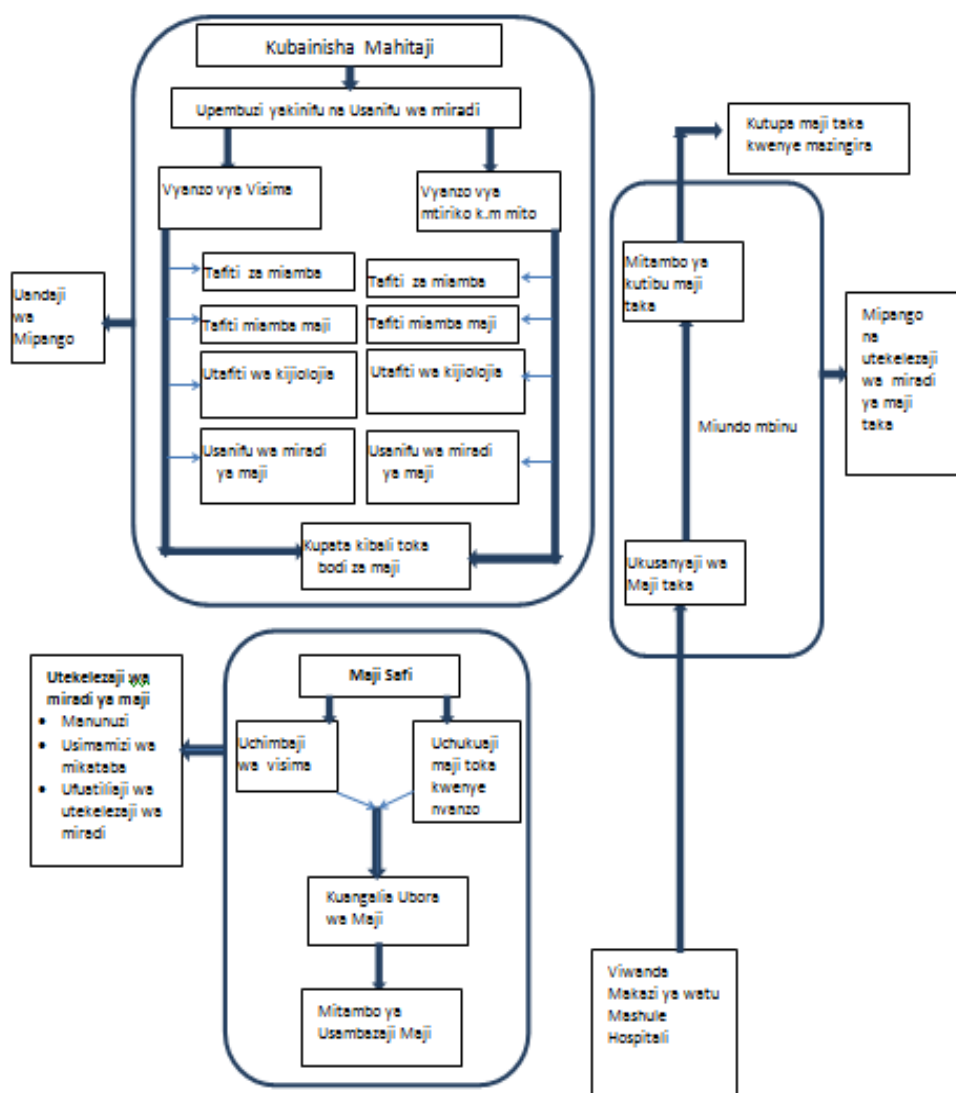 Kubainisha Mahitaji
Upembuzi yakinifu na Usanifu wa miradi
Vyanzo vya Visima
Vyanzo vya
mtiriko k.m mito
Tafiti za miamba
Tafiti miamba maji
Utafiti wa kijiolojia
Usanifu wa miradi
ya maji
Tafiti za miamba
Tafiti miamba maji
Utafiti wa kijiolojia
Usanifu wa miradi
ya maji
Kupata kibali toka
bodi za maji
Uandaji
wa
Mipango
Kutupa maji taka
kwenye mazingira
Mitambo ya
kutibu maji
taka
Miundo mbinu
Ukusanyaji wa
Maji taka
Mipango
na
utekelezaji
wa miradi
ya maji
taka
Utekelezaji wa
miradi ya maji
• Manunuzi
• Usimamizi wa
mikataba
• Ufuatiliaji wa
utekelezaji wa
miradi
Maji Safi
Uchimbaji
wa visima
Uchukuaji
maji toka
kwenye
nvanzo
Kuangalia Ubora
wa Maji
Mitambo ya
Usambazaji Maji
Viwanda
Makazi ya watu
Mashule
Hospitali